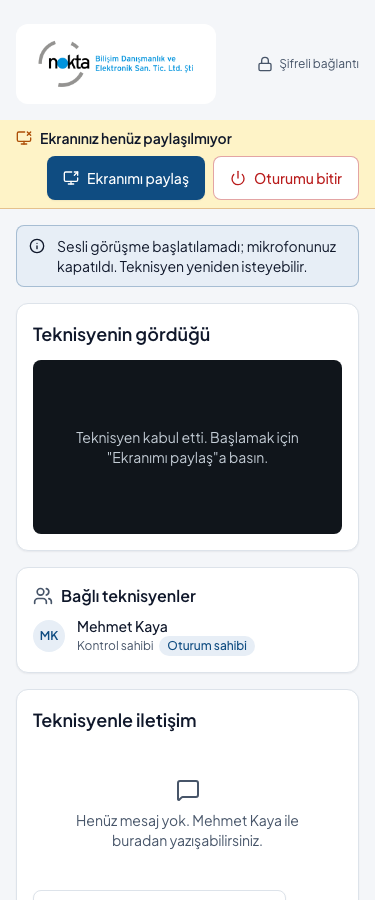 nokta Bilişim Danışmanlık ve
Elektronik San. Tic. Ltd. Şti
Şifreli bağlantı
Ekranınız henüz paylaşılmıyor
Ekranımı paylaş
Oturumu bitir
Sesli görüşme başlatılamadı; mikrofonunuz
kapatıldı. Teknisyen yeniden isteyebilir.
Teknisyenin gördüğü
Teknisyen kabul etti. Başlamak için
"Ekranımı paylaş"a basın.
Bağlı teknisyenler
MK
Mehmet Kaya
Kontrol sahibi Oturum sahibi
Teknisyenle iletişim
Henüz mesaj yok. Mehmet Kaya ile
buradan yazışabilirsiniz.